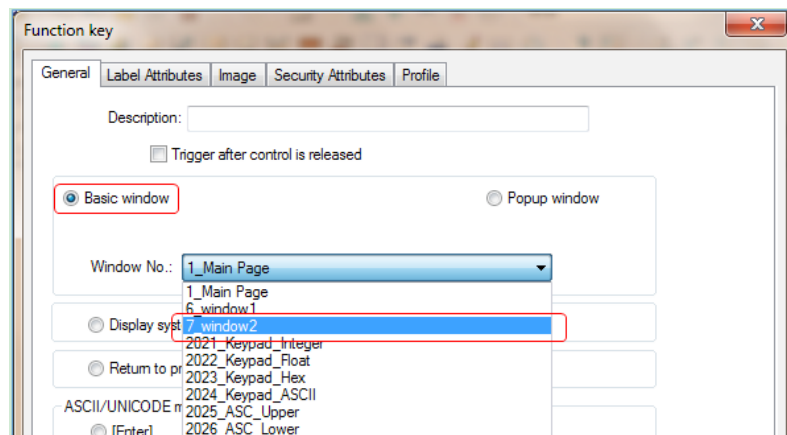 Function key
General Label Attributes Image Security Attributes Profile
Description:
Trigger after control is released
Basic window Popup window
Window No.: 1_Main Page
1_Main Page
6_window1
Display syst 7_window2
2021_Keypad_Integer
2022_Keypad_Float
Return to pr 2023_Keypad_Hex
2024_Keypad_ASCII
ASCII/UNICODE m 2025_ASC_Upper
[Enter] 2026_ASC_Lower